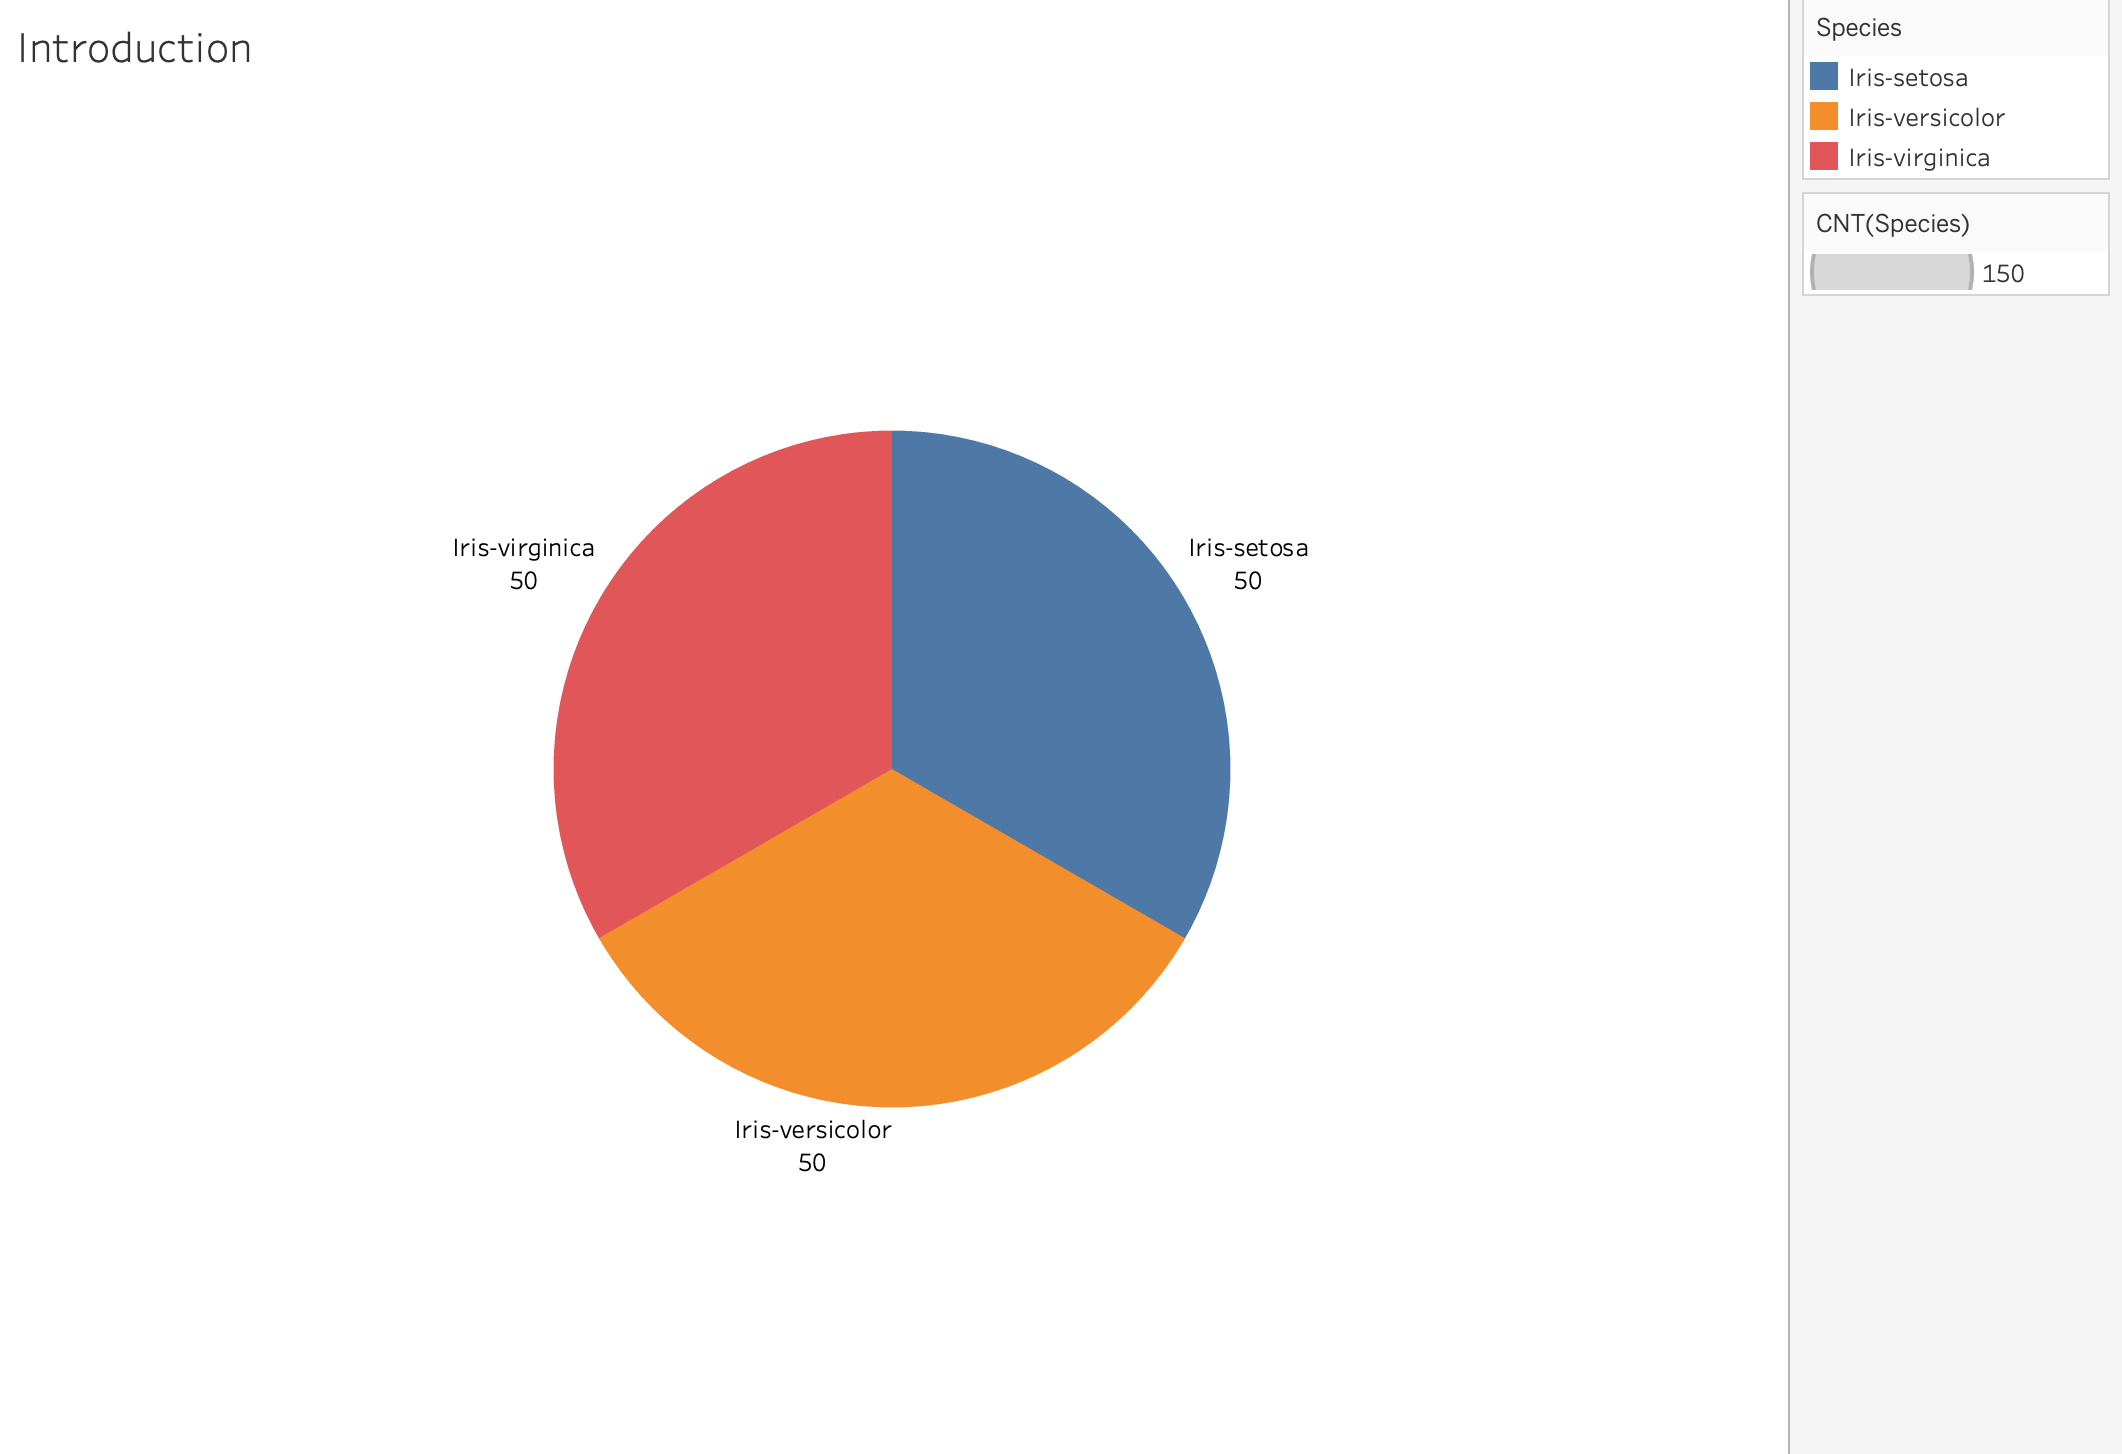 Introduction
Iris-virginica
50
Iris-setosa
50
Iris-versicolor
50
Species
Iris-setosa
Iris-versicolor
Iris-virginica
CNT(Species)
150